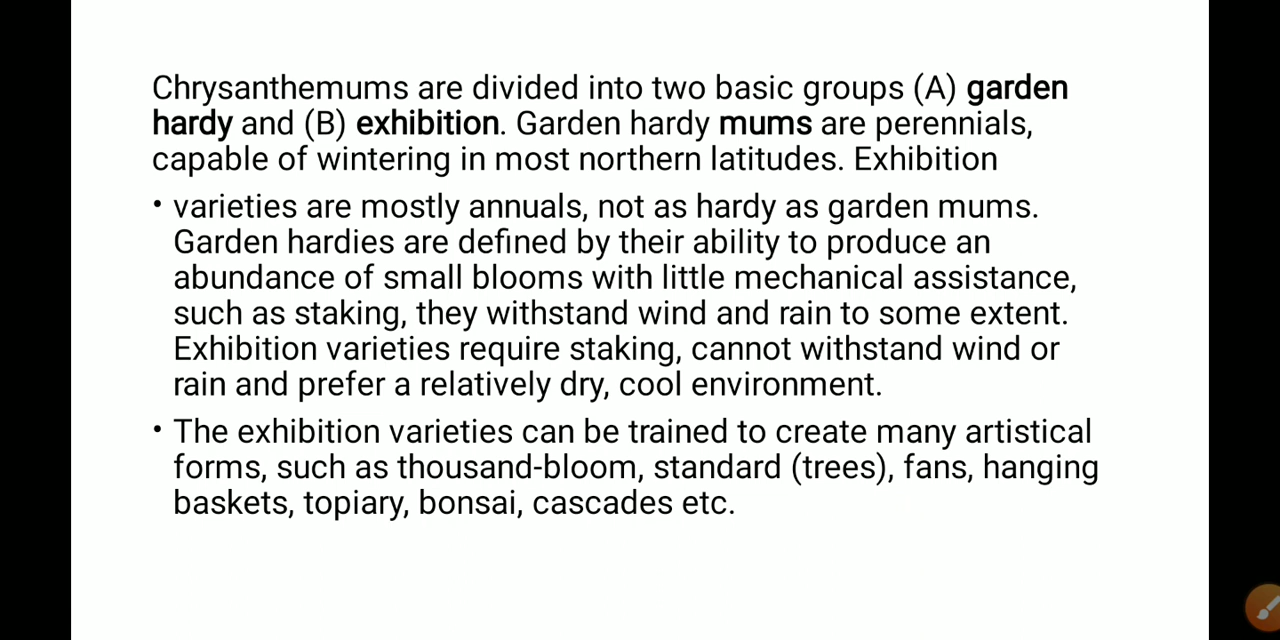 Chrysanthemums are divided into two basic groups (A) garden
hardy and (B) exhibition. Garden hardy mums are perennials,
capable of wintering in most northern latitudes. Exhibition
• varieties are mostly annuals, not as hardy as garden mums.
Garden hardies are defined by their ability to produce an
abundance of small blooms with little mechanical assistance,
such as staking, they withstand wind and rain to some extent.
Exhibition varieties require staking, cannot withstand wind or
rain and prefer a relatively dry, cool environment.
• The exhibition varieties can be trained to create many artistical
forms, such as thousand-bloom, standard (trees), fans, hanging
baskets, topiary, bonsai, cascades etc.